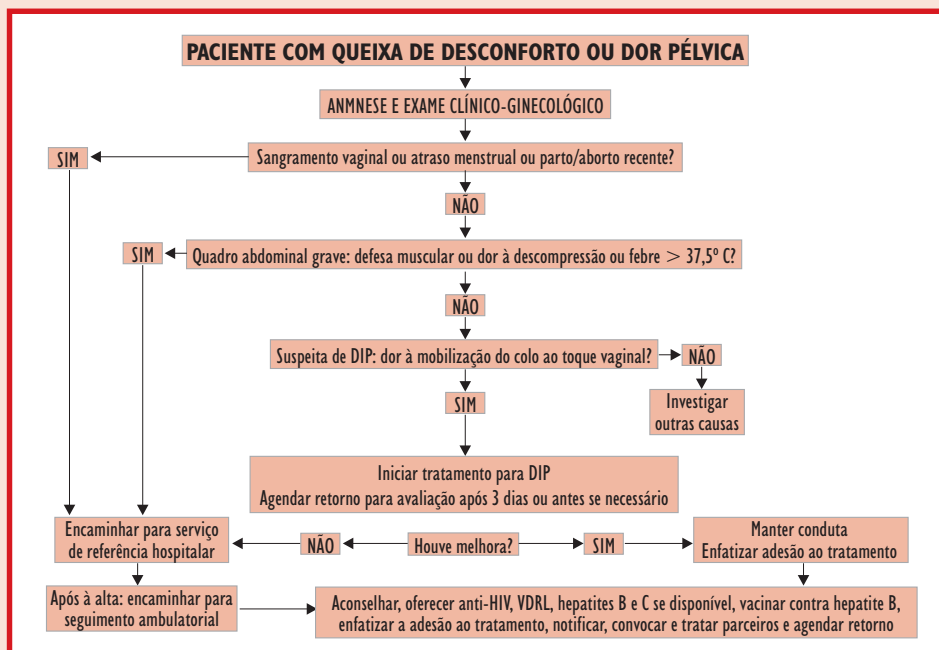 PACIENTE COM QUEIXA DE DESCONFORTO OU DOR PÉLVICA
ANMNESE E EXAME CLÍNICO-GINECOLÓGICO
SIM
Sangramento vaginal ou atraso menstrual ou parto/aborto recente?
NÃO
SIM
Quadro abdominal grave: defesa muscular ou dor à descompressão ou febre > 37,5º C?
NÃO
Suspeita de DIP: dor à mobilização do colo ao toque vaginal?
NÃO
SIM
Investigar
outras causas
Iniciar tratamento para DIP
Agendar retorno para avaliação após 3 dias ou antes se necessário
Encaminhar para serviço
de referência hospitalar
NÃO
Houve melhora?
SIM
Manter conduta
Enfatizar adesão ao tratamento
Após à alta: encaminhar para
seguimento ambulatorial
Aconselhar, oferecer anti-HIV, VDRL, hepatites B e C se disponível, vacinar contra hepatite B,
enfatizar a adesão ao tratamento, notificar, convocar e tratar parceiros e agendar retorno